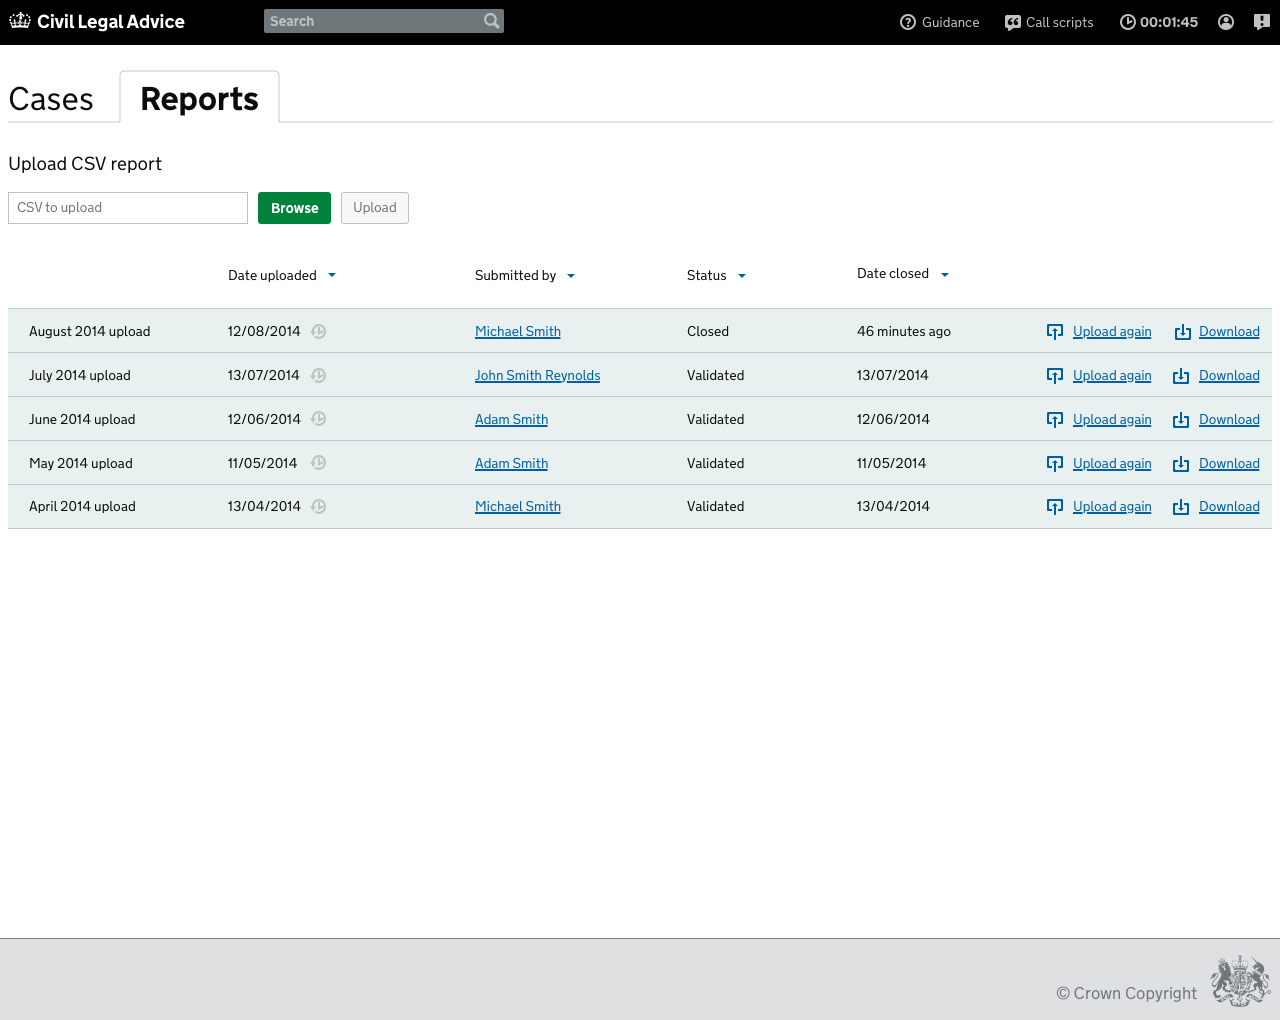 Civil Legal Advice Search Guidance Call scripts 00:01:45
Cases Reports
Upload CSV report
CSV to upload Browse Upload
Date uploaded Submitted by Status Date closed
August 2014 upload 12/08/2014 Michael Smith Closed 46 minutes ago Upload again Download
July 2014 upload 13/07/2014 John Smith Reynolds Validated 13/07/2014 Upload again Download
June 2014 upload 12/06/2014 Adam Smith Validated 12/06/2014 Upload again Download
May 2014 upload 11/05/2014 Adam Smith Validated 11/05/2014 Upload again Download
April 2014 upload 13/04/2014 Michael Smith Validated 13/04/2014 Upload again Download
© Crown Copyright